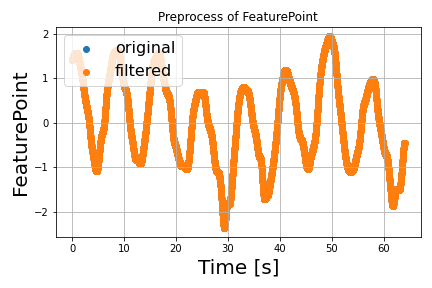 Preprocess of FeaturePoint
original
filtered
FeaturePoint
2
1
0
−1
−2
0 10 20 30 40 50 60
Time [s]